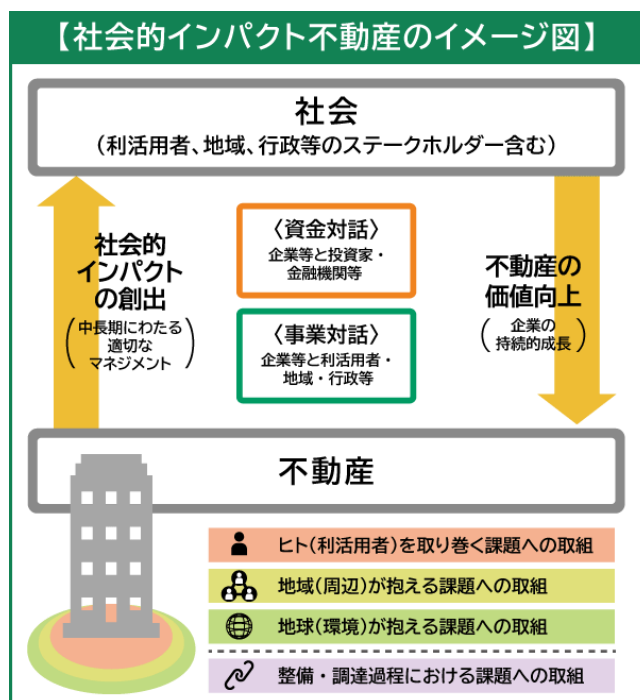 【社会的インパクト不動産のイメージ図】
社会
(利活用者、地域、行政等のステークホルダー含む)
社会的
インパクト
の創出
(中長期にわたる
適切な
マネジメント)
〈資金対話〉
企業等と投資家・
金融機関等
〈事業対話〉
企業等と利活用者・
地域・行政等
不動産の
価値向上
(企業の
持続的成長)
不動産
ヒト(利活用者)を取り巻く課題への取組
地域(周辺)が抱える課題への取組
地球(環境)が抱える課題への取組
整備・調達過程における課題への取組